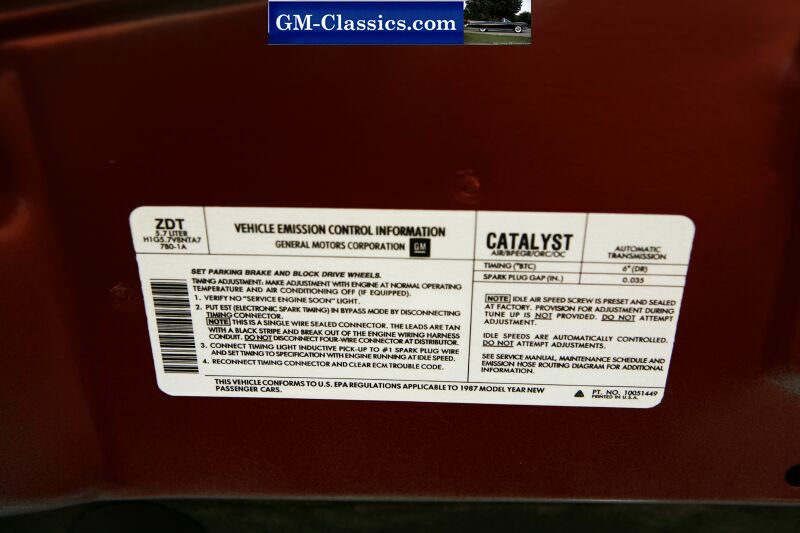 GM-Classics.com
ZDT
5.7 LITER
H1G5.7V8NTA7
7B0-1A
VEHICLE EMISSION CONTROL INFORMATION
GENERAL MOTORS CORPORATION GM
CATALYST
AIR/BPEGR/ORC/OC
AUTOMATIC
TRANSMISSION
TIMING (°BTC) 6° (DR)
SPARK PLUG GAP (IN.) 0.035
SET PARKING BRAKE AND BLOCK DRIVE WHEELS.
TIMING ADJUSTMENT: MAKE ADJUSTMENT WITH ENGINE AT NORMAL OPERATING
TEMPERATURE AND AIR CONDITIONING OFF (IF EQUIPPED).
1. VERIFY NO "SERVICE ENGINE SOON" LIGHT.
2. PUT EST (ELECTRONIC SPARK TIMING) IN BYPASS MODE BY DISCONNECTING
TIMING CONNECTOR.
NOTE THIS IS A SINGLE WIRE SEALED CONNECTOR. THE LEADS ARE TAN
WITH A BLACK STRIPE AND BREAK OUT OF THE ENGINE WIRING HARNESS
CONDUIT. DO NOT DISCONNECT FOUR-WIRE CONNECTOR AT DISTRIBUTOR.
3. CONNECT TIMING LIGHT INDUCTIVE PICK-UP TO #1 SPARK PLUG WIRE
AND SET TIMING TO SPECIFICATION WITH ENGINE RUNNING AT IDLE SPEED.
4. RECONNECT TIMING CONNECTOR AND CLEAR ECM TROUBLE CODE.
NOTE IDLE AIR SPEED SCREW IS PRESET AND SEALED
AT FACTORY. PROVISION FOR ADJUSTMENT DURING
TUNE UP IS NOT PROVIDED. DO NOT ATTEMPT
ADJUSTMENT.
IDLE SPEEDS ARE AUTOMATICALLY CONTROLLED.
DO NOT ATTEMPT ADJUSTMENTS.
SEE SERVICE MANUAL, MAINTENANCE SCHEDULE AND
EMISSION HOSE ROUTING DIAGRAM FOR ADDITIONAL
INFORMATION.
THIS VEHICLE CONFORMS TO U.S. EPA REGULATIONS APPLICABLE TO 1987 MODEL YEAR NEW
PASSENGER CARS.
PT. NO. 10051449
PRINTED IN U.S.A.